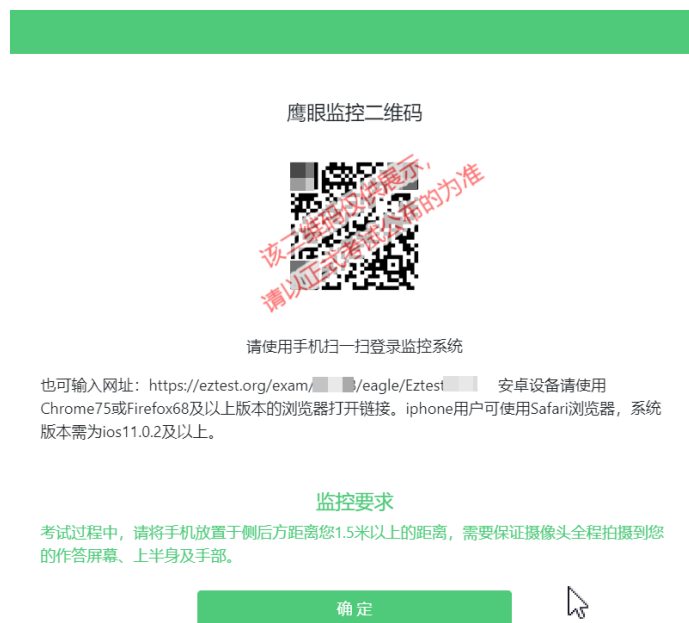 鹰眼监控二维码
该二维码仅供展示，
请以正式考试公布的为准
请使用手机扫一扫登录监控系统
也可输入网址：https://eztest.org/exam/ /eagle/Eztest 安卓设备请使用
Chrome75或Firefox68及以上版本的浏览器打开链接。iphone用户可使用Safari浏览器，系统
版本需为ios11.0.2及以上。
监控要求
考试过程中，请将手机放置于侧后方距离您1.5米以上的距离，需要保证摄像头全程拍摄到您
的作答屏幕、上半身及手部。
确 定